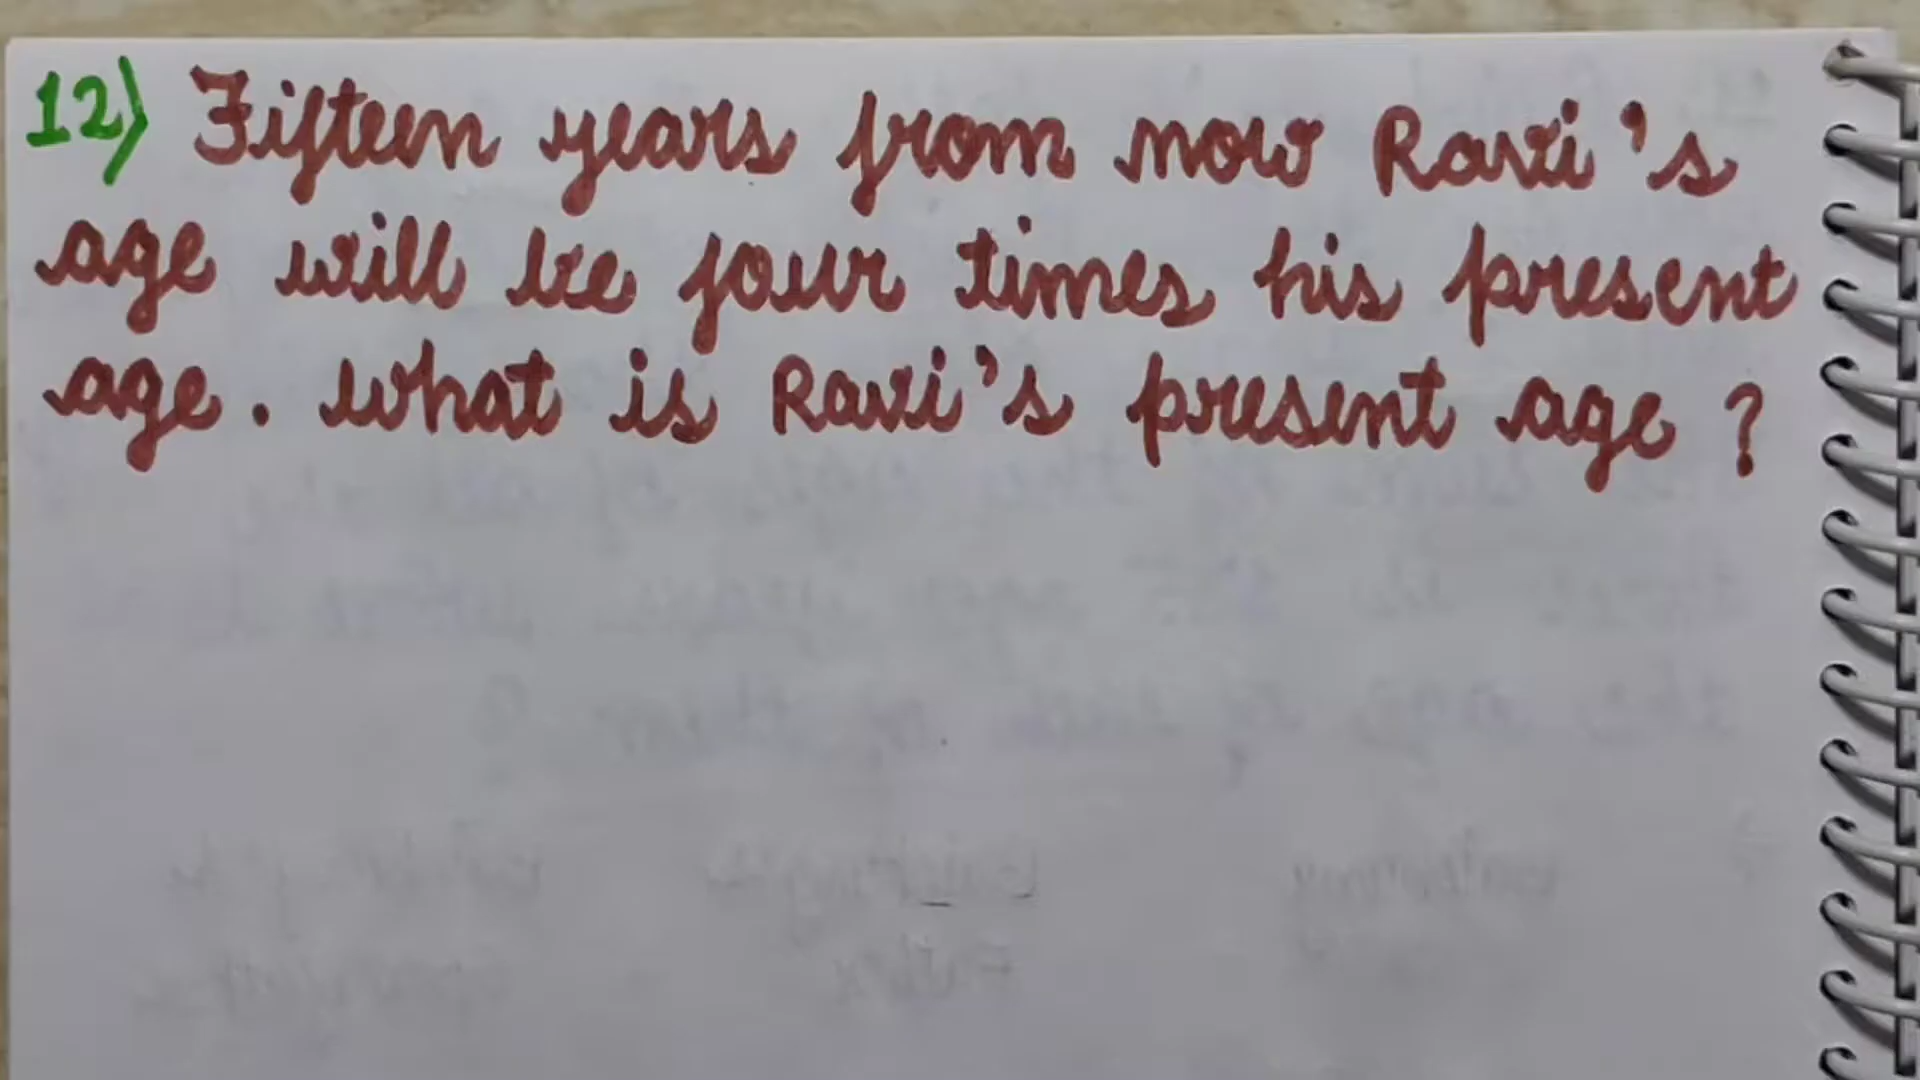 12) Fifteen years from now Ravi's
age will be four times his present
age. what is Ravi's present age ?